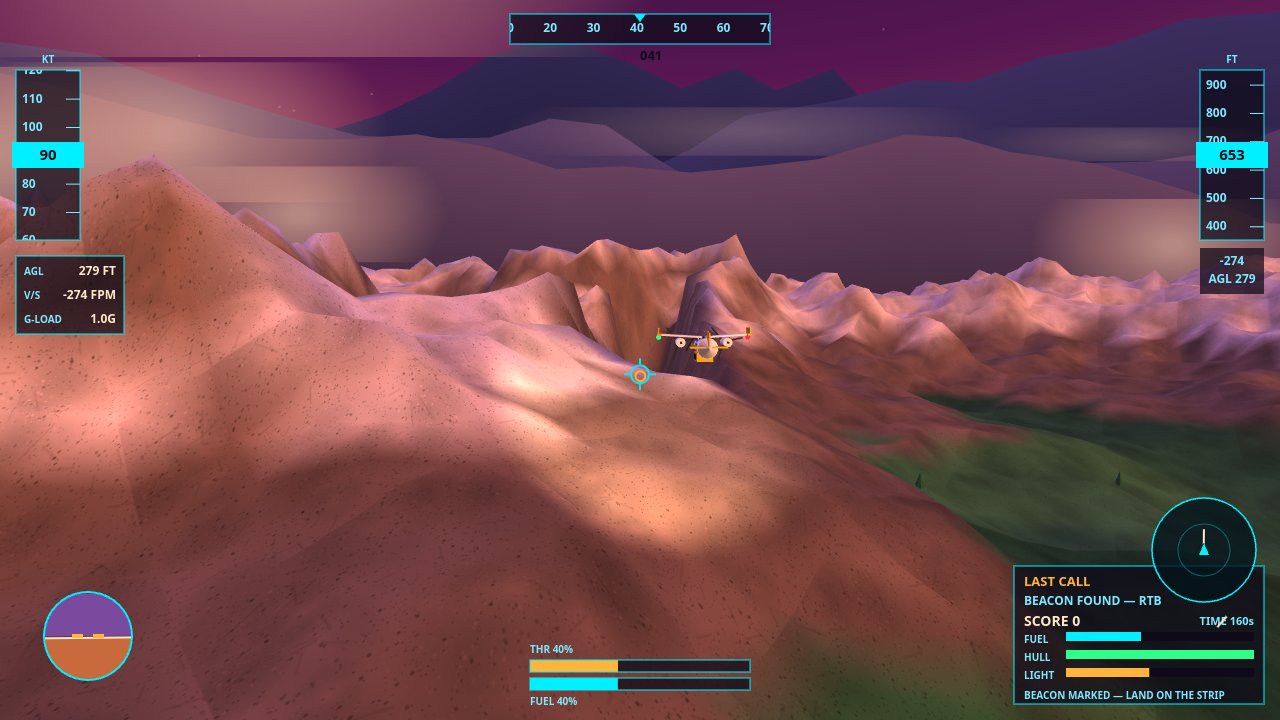 20 30 40 50 60
041
KT
120
110
100
90
80
70
60
FT
900
800
700
653
600
500
400
-274
AGL 279
AGL 279 FT
V/S -274 FPM
G-LOAD 1.0G
THR 40%
FUEL 40%
LAST CALL
BEACON FOUND — RTB
SCORE 0 TIME 160s
FUEL
HULL
LIGHT
BEACON MARKED — LAND ON THE STRIP